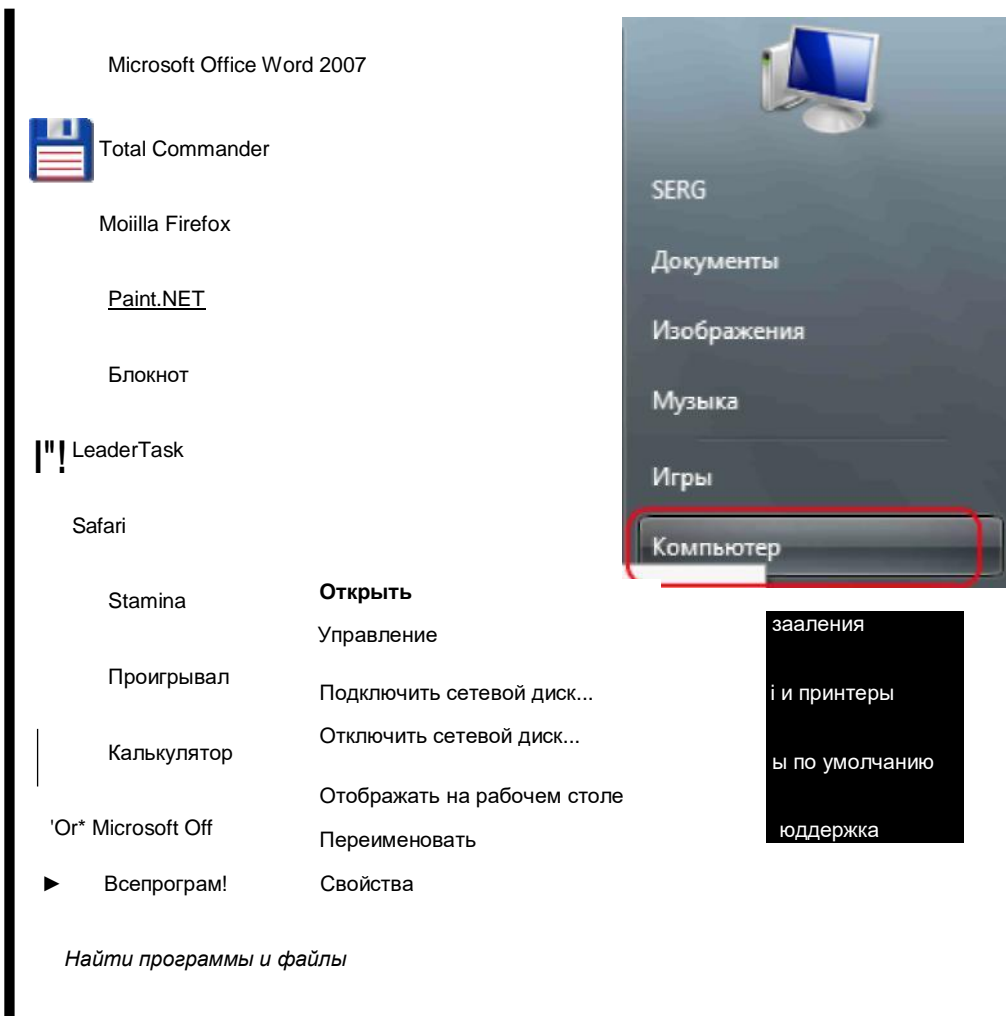 Microsoft Office Word 2007
Total Commander
Moiilla Firefox
Paint.NET
Блокнот
|"! LeaderTask
Safari
Stamina
Проигрывал
Калькулятор
'Or* Microsoft Off
► Всепрограм!
Найти программы и файлы
Открыть
Управление
Подключить сетевой диск...
Отключить сетевой диск...
Отображать на рабочем столе
Переименовать
Свойства
SERG
Документы
Изображения
Музыка
Игры
Компьютер
зааления
i и принтеры
ы по умолчанию
юддержка